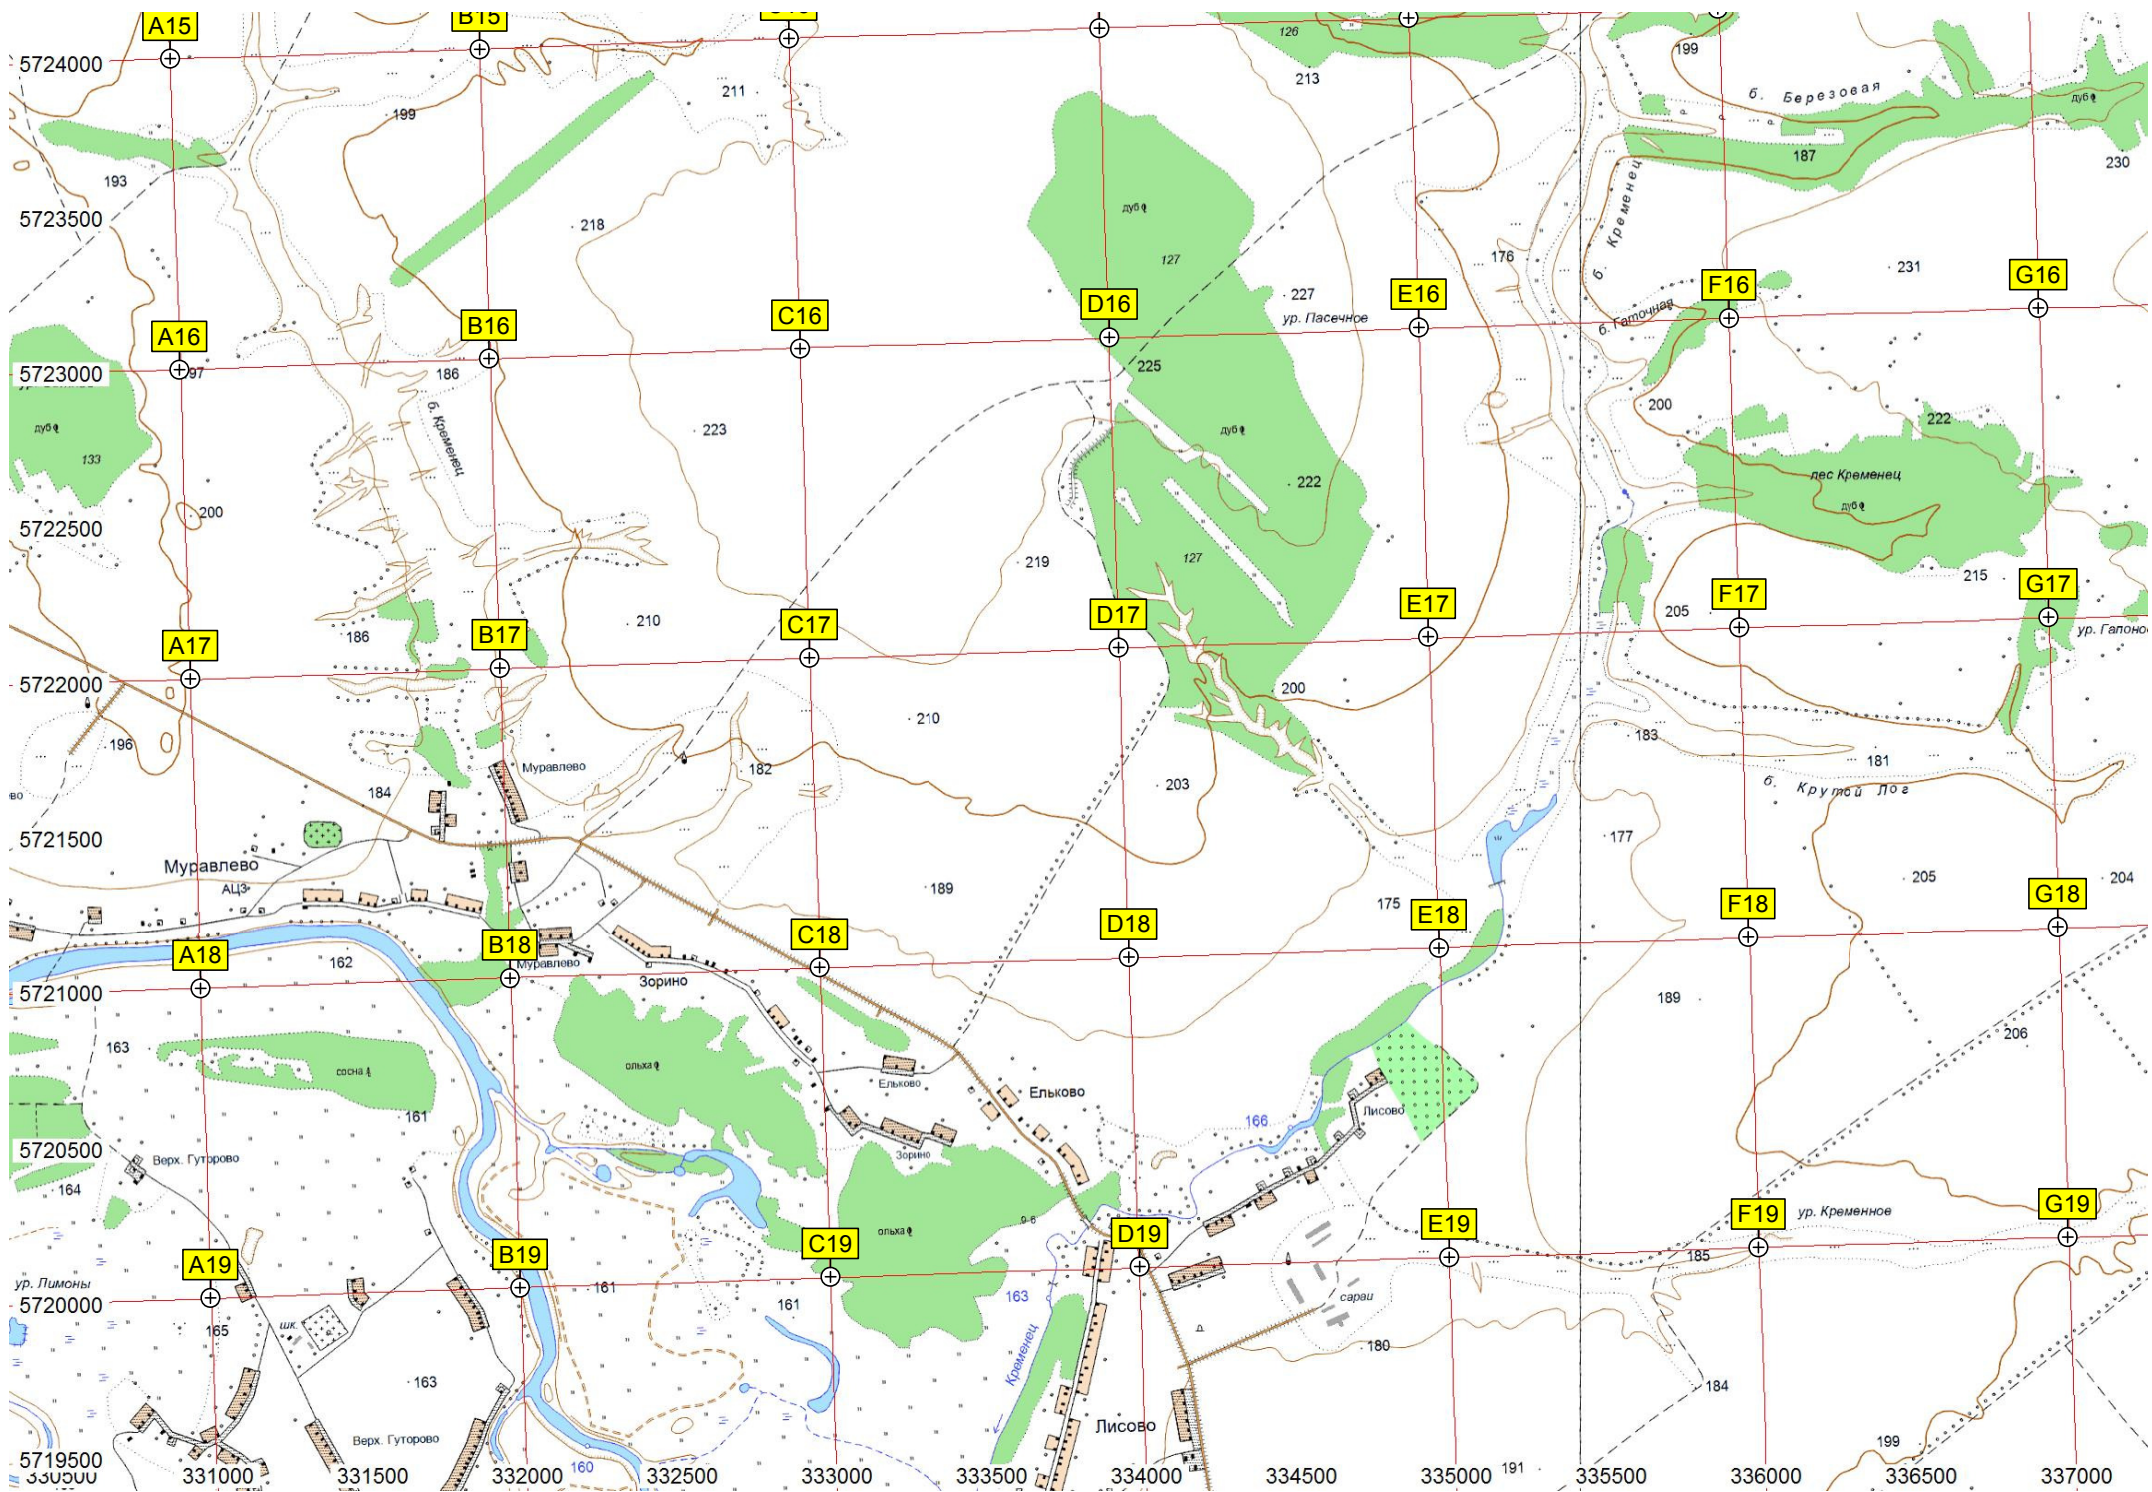 A15
B15
5724000
126
213
199
б. Березовая
дуб
211
199
187
230
193
дуб
5723500
218
б. Кременец
127
176
231
227
ур. Пасечное
A16
B16
C16
D16
E16
б. Гаточная
F16
G16
97
5723000
186
225
200
222
б. Кременец
223
дуб
дуб
133
лес Кременец
дуб
222
200
5722500
219
127
215
210
186
205
A17
B17
C17
D17
E17
F17
G17
5722000
200
210
196
183
181
182
Муравлево
203
б. Крутой Лог
184
5721500
177
Муравлево
АЦЗ
189
175
205
204
A18
B18
C18
D18
E18
F18
G18
162
Муравлево
Зорино
5721000
189
206
163
сосна
ольха
Ельково
Ельково
161
166
Лисово
5720500
Верх. Гуторово
Зорино
164
ольха
A19
B19
C19
D19
E19
F19
ур. Кременное
G19
185
ур. Лимоны
161
163
сараи
5720000
161
165
шк.
180
Кременец
163
184
Лисово
Верх. Гуторово
199
5719500
160
191
330500
331000
331500
332000
332500
333000
333500
334000
334500
335000
335500
336000
336500
337000